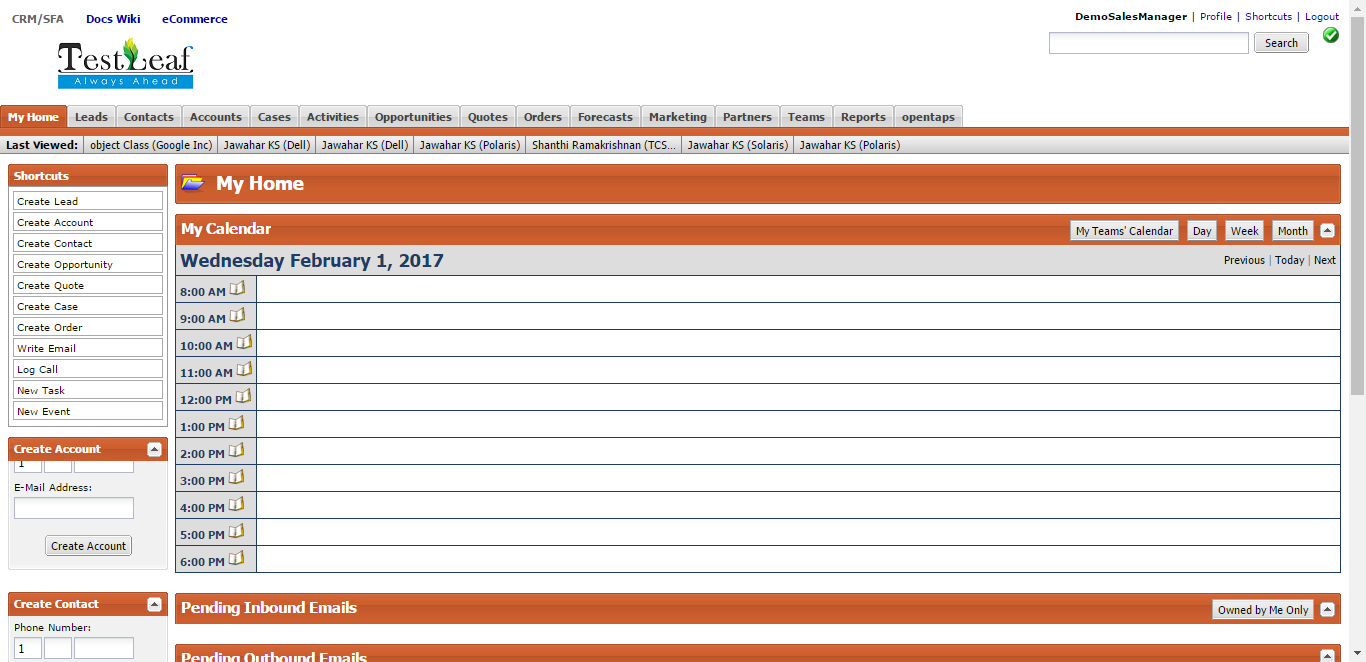 CRM/SFA Docs Wiki eCommerce
DemoSalesManager | Profile | Shortcuts | Logout
Search
TestLeaf
Always Ahead
My Home Leads Contacts Accounts Cases Activities Opportunities Quotes Orders Forecasts Marketing Partners Teams Reports opentaps
Last Viewed: object Class (Google Inc) Jawahar KS (Dell) Jawahar KS (Dell) Jawahar KS (Polaris) Shanthi Ramakrishnan (TCS... Jawahar KS (Solaris) Jawahar KS (Polaris)
Shortcuts
Create Lead
Create Account
Create Contact
Create Opportunity
Create Quote
Create Case
Create Order
Write Email
Log Call
New Task
New Event
Create Account
1
E-Mail Address:
Create Account
Create Contact
Phone Number:
1
My Home
My Calendar My Teams' Calendar Day Week Month
Wednesday February 1, 2017 Previous | Today | Next
8:00 AM
9:00 AM
10:00 AM
11:00 AM
12:00 PM
1:00 PM
2:00 PM
3:00 PM
4:00 PM
5:00 PM
6:00 PM
Pending Inbound Emails Owned by Me Only
Pending Outbound Emails